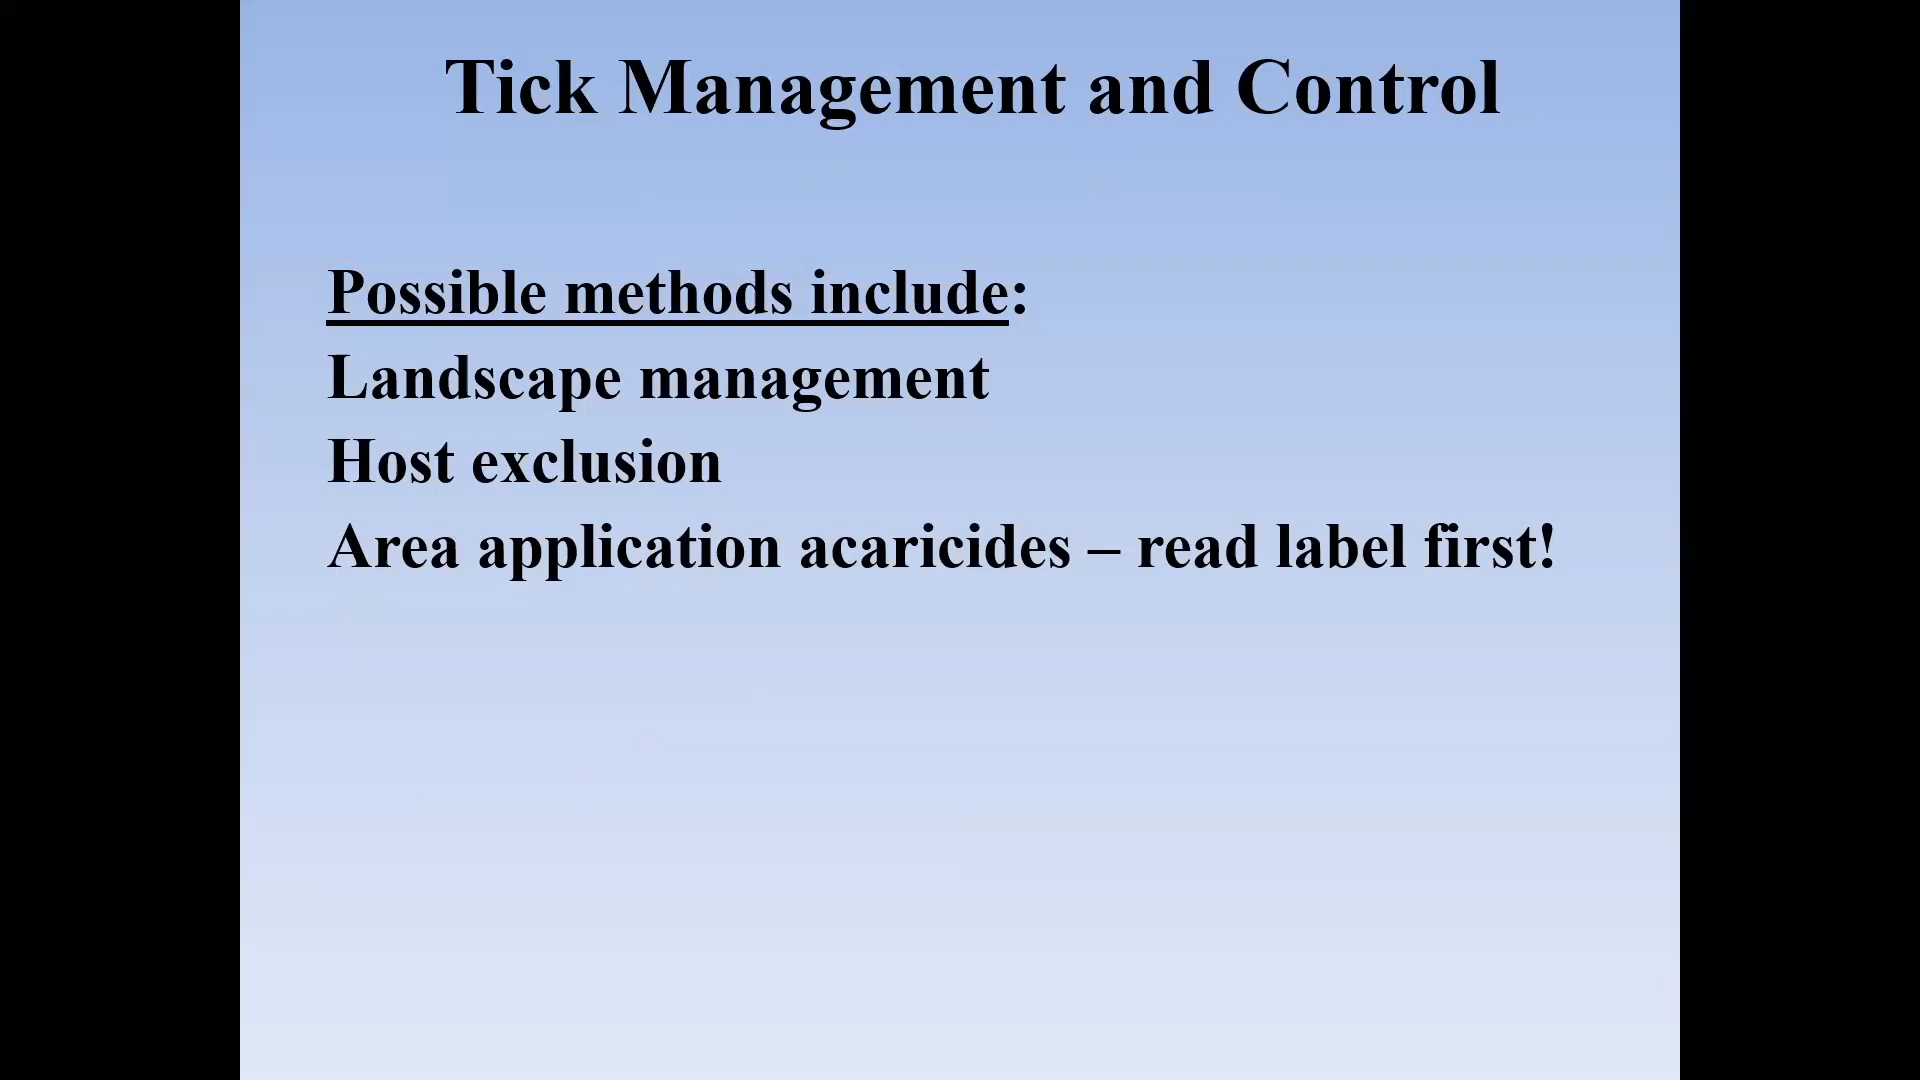 Tick Management and Control
Possible methods include:
Landscape management
Host exclusion
Area application acaricides – read label first!